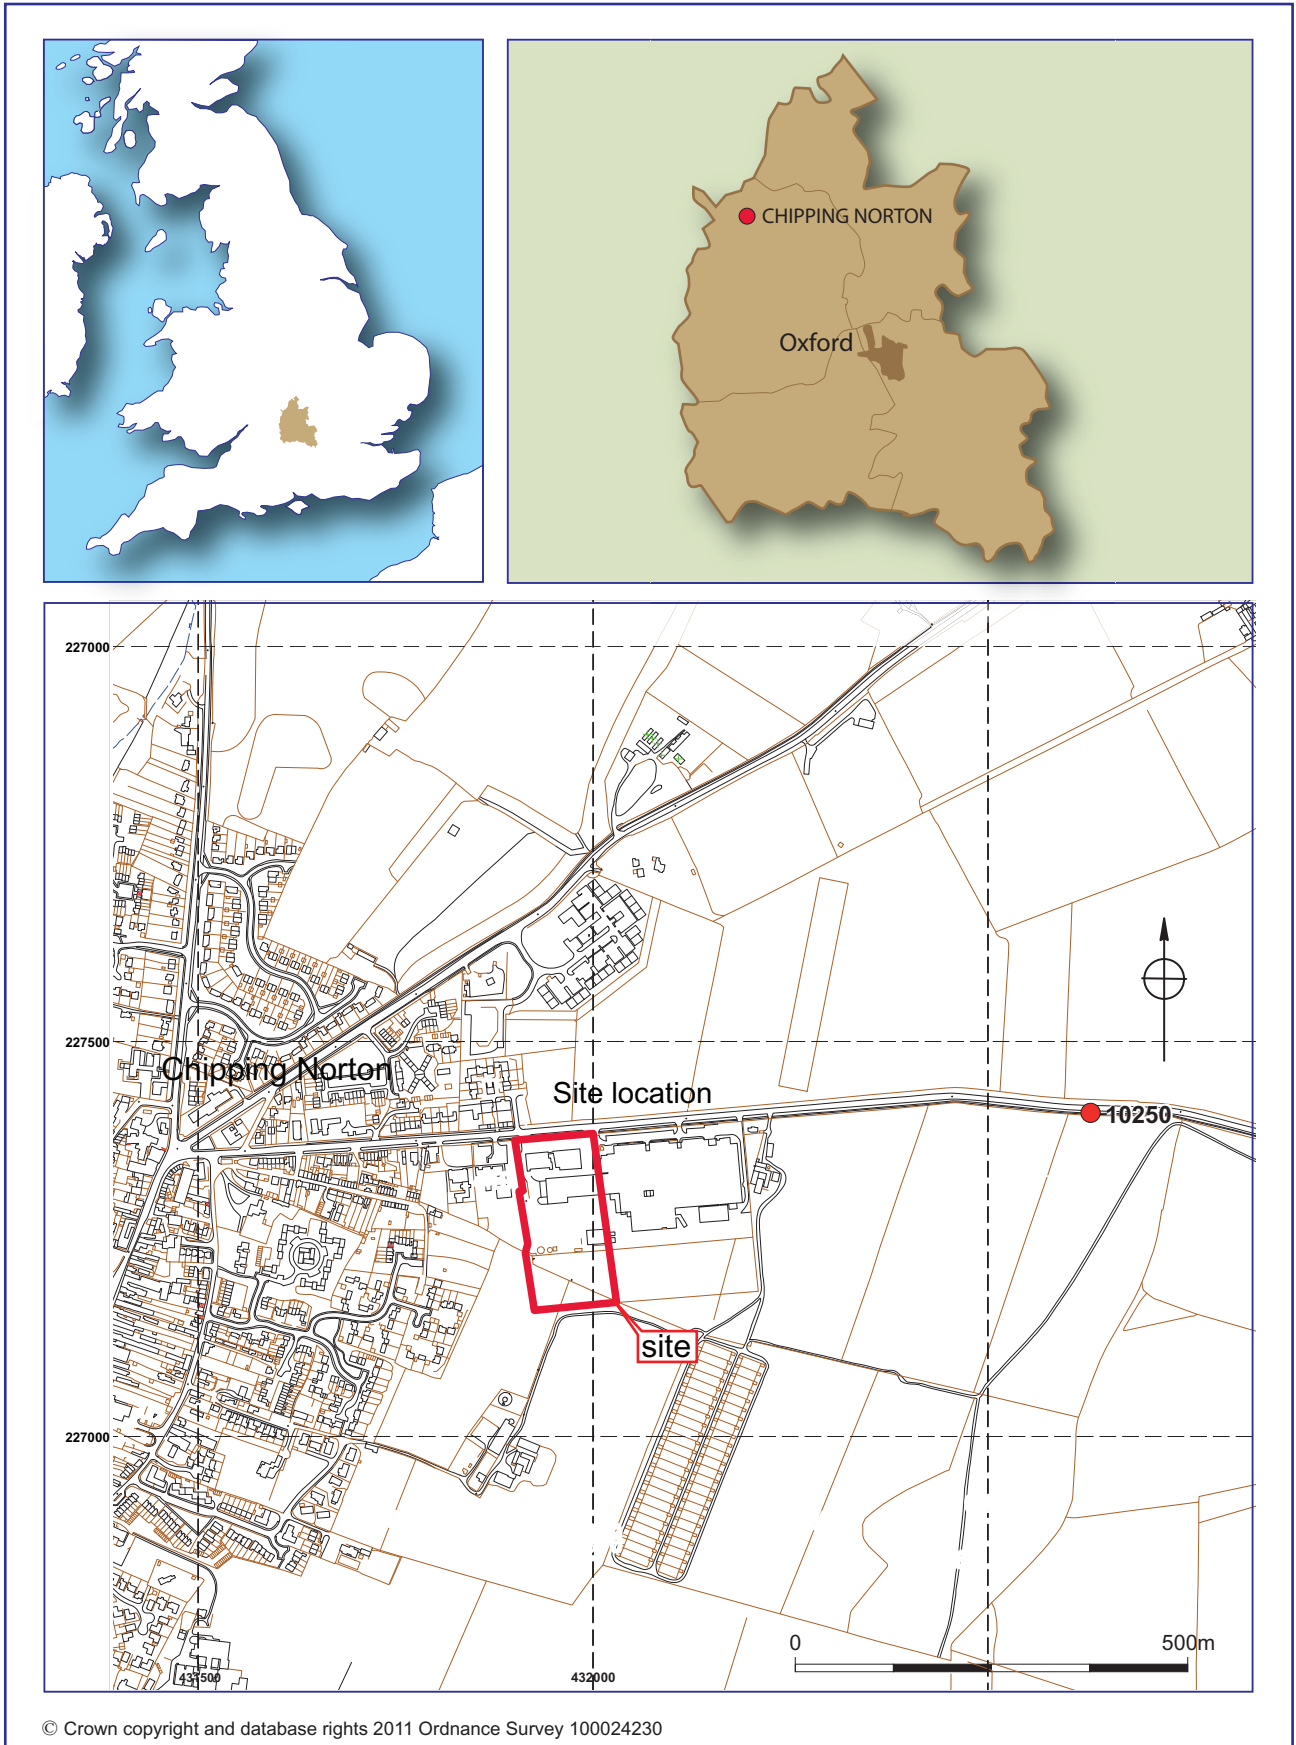 CHIPPING NORTON
Oxford
227000
227500
Chipping Norton
Site location
10250
site
227000
0 500m
431500
432000
© Crown copyright and database rights 2011 Ordnance Survey 100024230